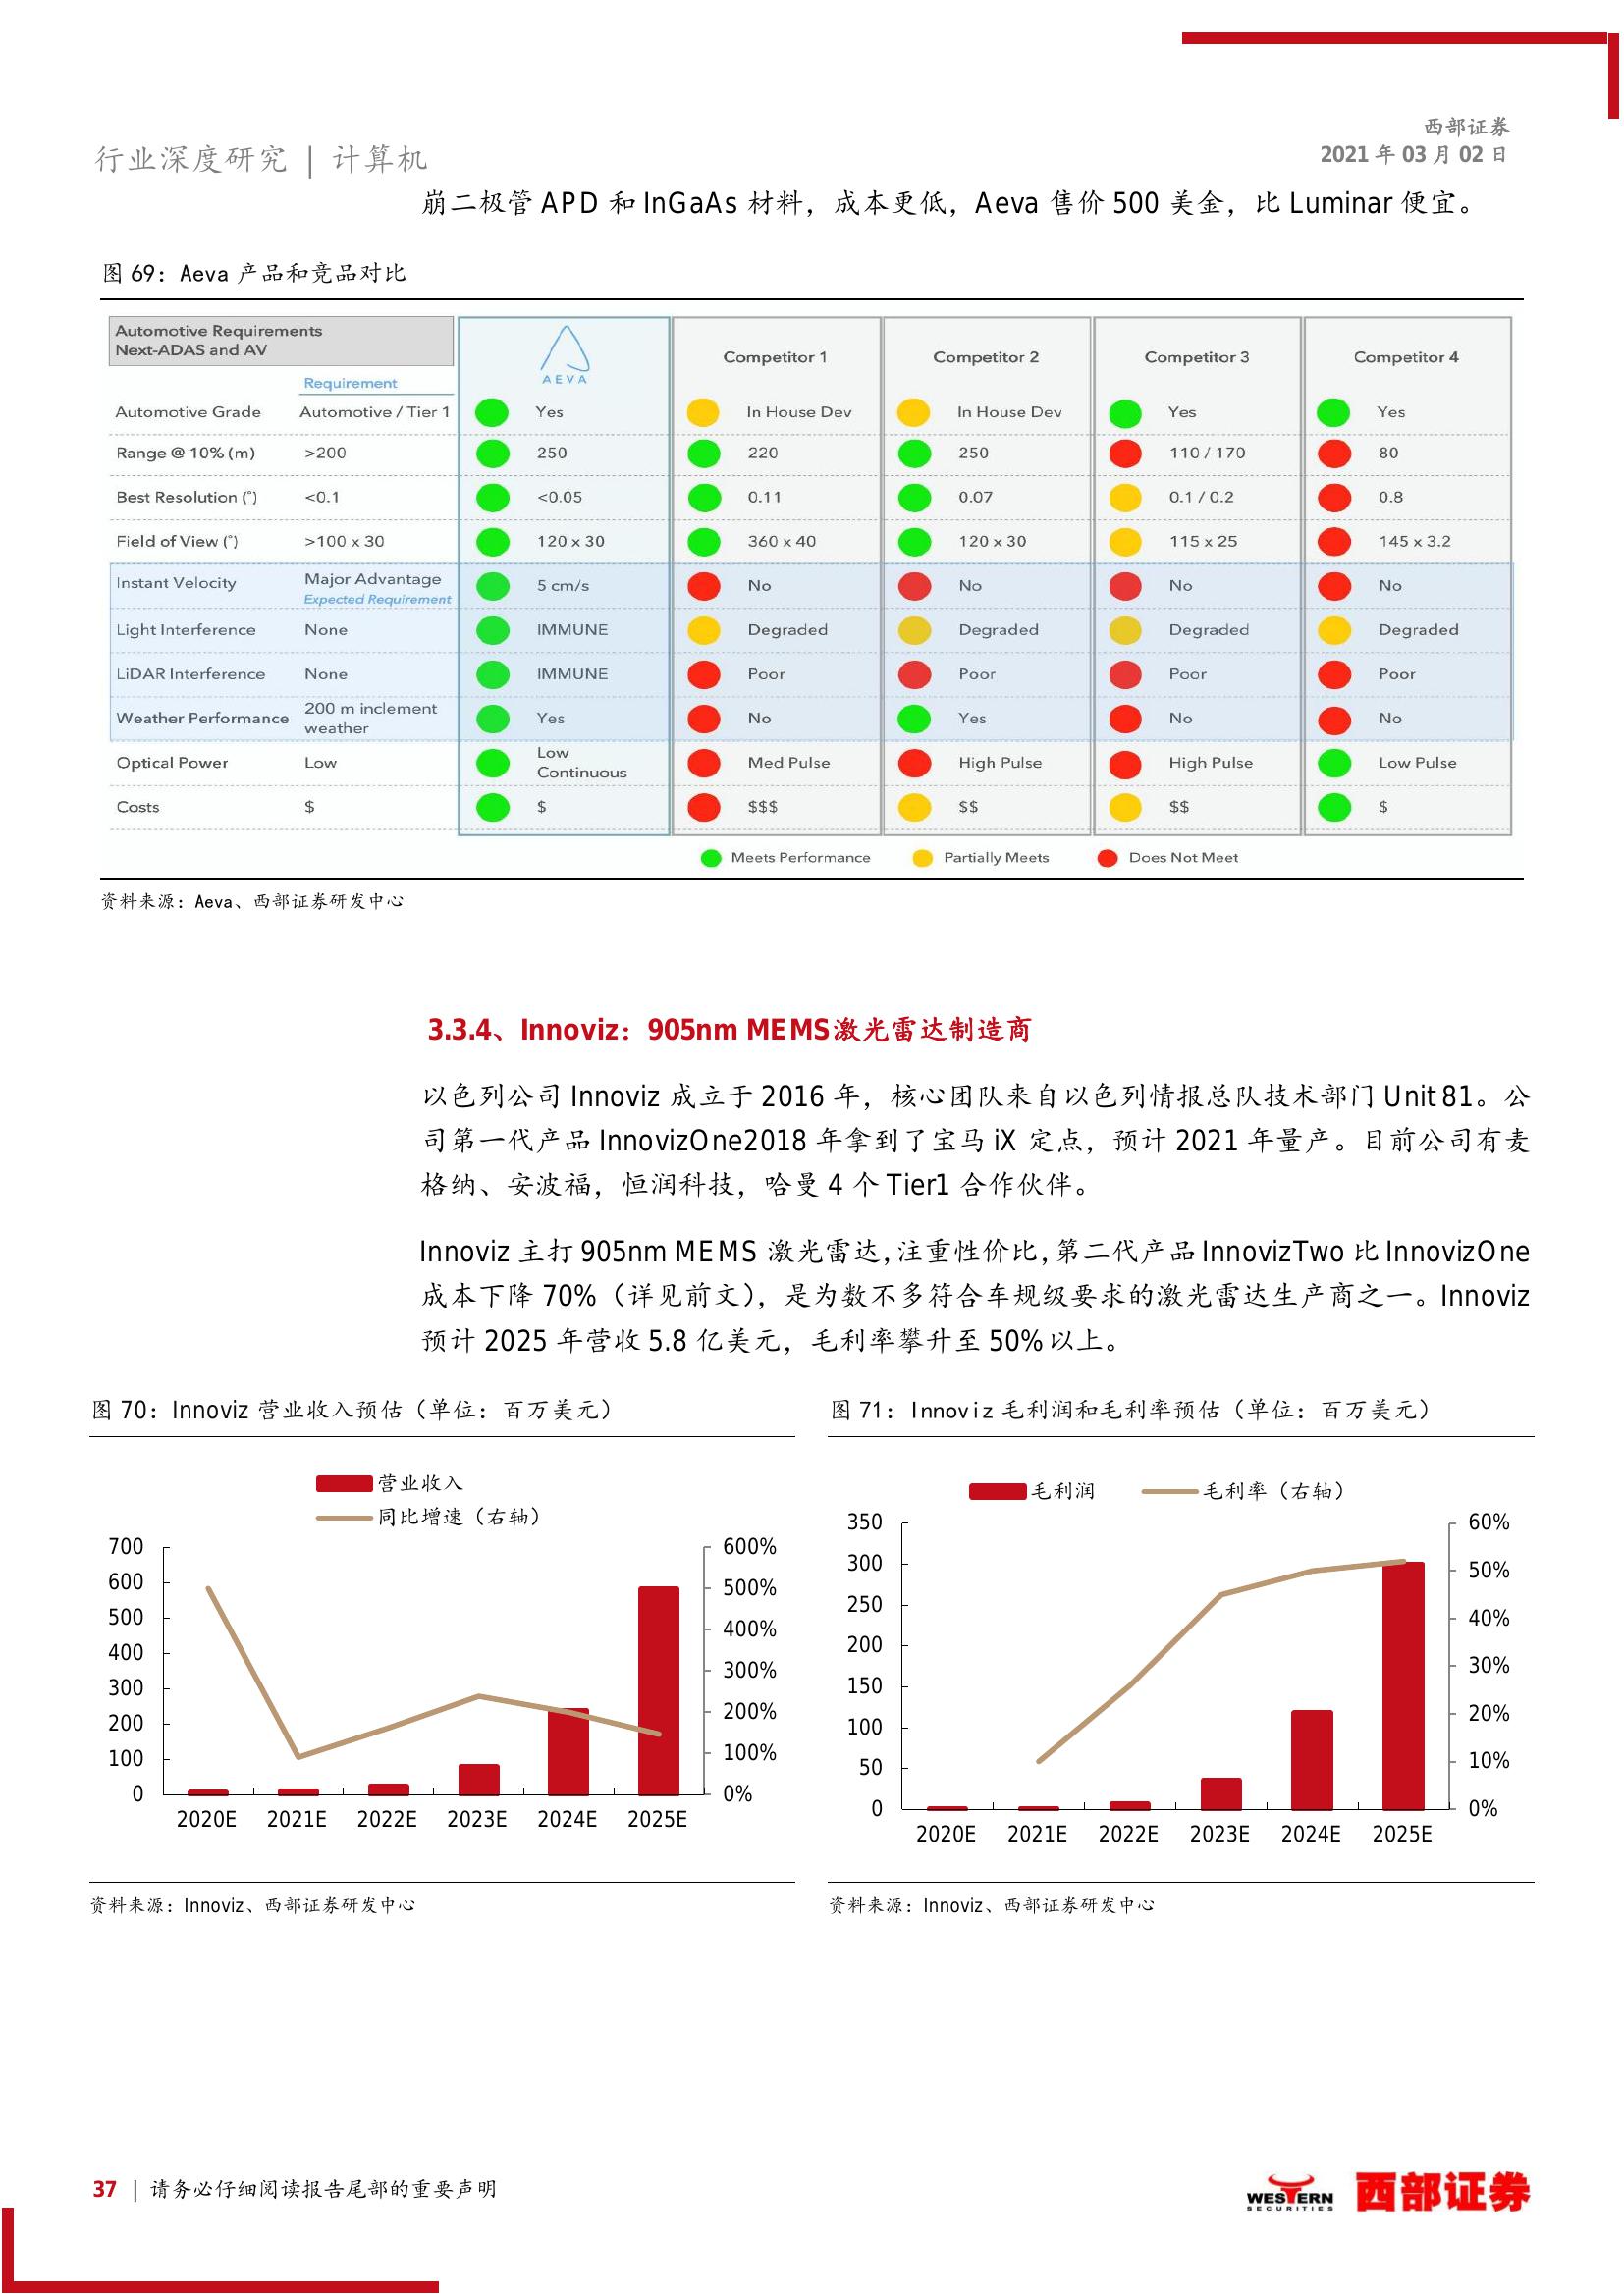 西部证券
行业深度研究 | 计算机
2021 年 03 月 02 日
崩二极管 APD 和 InGaAs 材料，成本更低，Aeva 售价 500 美金，比 Luminar 便宜。
图 69：Aeva 产品和竞品对比
Automotive Requirements
Next-ADAS and AV
AEVA
Competitor 1 Competitor 2 Competitor 3 Competitor 4
Requirement
Automotive Grade Automotive / Tier 1 Yes In House Dev In House Dev Yes Yes
Range @ 10% (m) >200 250 220 250 110 / 170 80
Best Resolution (°) <0.1 <0.05 0.11 0.07 0.1 / 0.2 0.8
Field of View (°) >100 x 30 120 x 30 360 x 40 120 x 30 115 x 25 145 x 3.2
Instant Velocity Major Advantage 5 cm/s No No No No
Expected Requirement
Light Interference None IMMUNE Degraded Degraded Degraded Degraded
LiDAR Interference None IMMUNE Poor Poor Poor Poor
Weather Performance 200 m inclement Yes No Yes No No
weather
Optical Power Low Low Med Pulse High Pulse High Pulse Low Pulse
Continuous
Costs $ $ $$$ $$ $$ $
Meets Performance Partially Meets Does Not Meet
资料来源：Aeva、西部证券研发中心
3.3.4、Innoviz：905nm MEMS激光雷达制造商
以色列公司 Innoviz 成立于 2016 年，核心团队来自以色列情报总队技术部门 Unit 81。公
司第一代产品 InnovizOne2018 年拿到了宝马 iX 定点，预计 2021 年量产。目前公司有麦
格纳、安波福，恒润科技，哈曼 4 个 Tier1 合作伙伴。
Innoviz 主打 905nm MEMS 激光雷达，注重性价比，第二代产品 InnovizTwo 比 InnovizOne
成本下降 70%（详见前文），是为数不多符合车规级要求的激光雷达生产商之一。Innoviz
预计 2025 年营收 5.8 亿美元，毛利率攀升至 50%以上。
图 70：Innoviz 营业收入预估（单位：百万美元）
营业收入
同比增速（右轴）
700 600%
600 500%
500 400%
400 300%
300 200%
200 100%
100 0%
0
2020E 2021E 2022E 2023E 2024E 2025E
资料来源：Innoviz、西部证券研发中心
图 71：Innoviz 毛利润和毛利率预估（单位：百万美元）
毛利润 毛利率（右轴）
350 60%
300 50%
250 40%
200 30%
150 20%
100 10%
50 0%
0
2020E 2021E 2022E 2023E 2024E 2025E
资料来源：Innoviz、西部证券研发中心
37 | 请务必仔细阅读报告尾部的重要声明
WESTERN
SECURITIES
西部证券